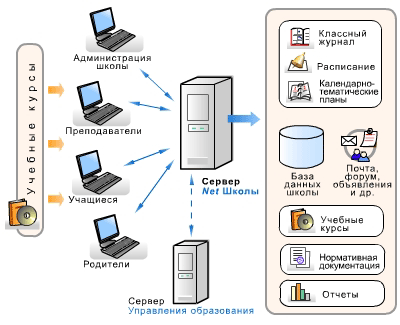 Учебные курсы
Администрация
школы
Преподаватели
Учащиеся
Родители
Сервер
Net Школы
Сервер
Управления образования
Классный
журнал
Расписание
Календарно-
тематические
планы
База
данных
школы
Почта,
форум,
объявления
и др.
Учебные
курсы
Нормативная
документация
Отчеты